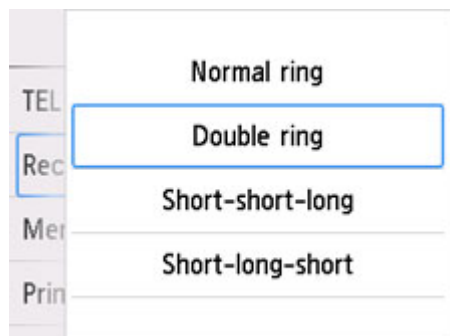 Normal ring
TEL
Double ring
Rec
Short-short-long
Mer
Short-long-short
Prin